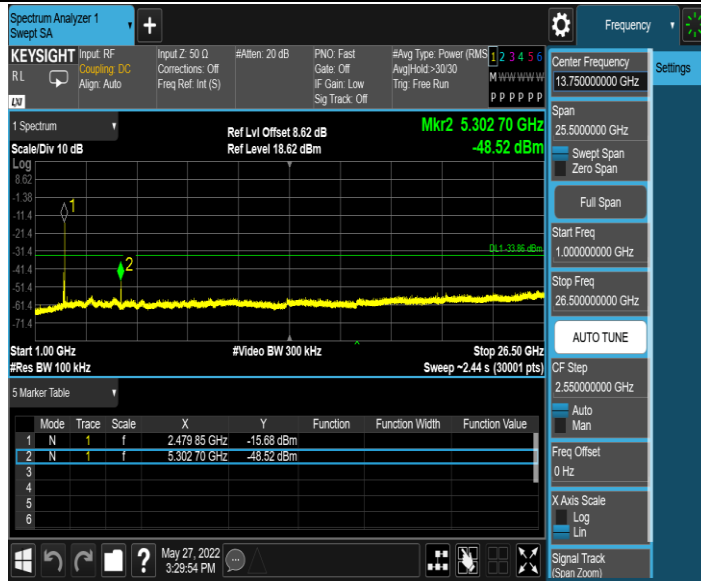 Spectrum Analyzer 1
Swept SA
+
Frequency
KEYSIGHT
RL
LXI
Input: RF
Coupling: DC
Align: Auto
Input Z: 50 Ω
Corrections: Off
Freq Ref: Int (S)
#Atten: 20 dB
PNO: Fast
Gate: Off
IF Gain: Low
Sig Track: Off
#Avg Type: Power (RMS
Avg|Hold:>30/30
Trig: Free Run
1 2 3 4 5 6
M W W W W W
P P P P P P
1 Spectrum
Scale/Div 10 dB
Log
Ref Lvl Offset 8.62 dB
Ref Level 18.62 dBm
Mkr2 5.302 70 GHz
-48.52 dBm
8.62
-1.38
-11.4
-21.4
-31.4
-41.4
-51.4
-61.4
-71.4
1
2
DL1 -33.86 dBm
Start 1.00 GHz
#Res BW 100 kHz
#Video BW 300 kHz
Stop 26.50 GHz
Sweep ~2.44 s (30001 pts)
5 Marker Table
Mode Trace Scale X Y Function Function Width Function Value
1 N 1 f 2.479 85 GHz -15.68 dBm
2 N 1 f 5.302 70 GHz -48.52 dBm
3
4
5
6
?
May 27, 2022
3:29:54 PM
Center Frequency
13.750000000 GHz
Span
25.5000000 GHz
Swept Span
Zero Span
Full Span
Start Freq
1.000000000 GHz
Stop Freq
26.500000000 GHz
AUTO TUNE
CF Step
2.550000000 GHz
Auto
Man
Freq Offset
0 Hz
X Axis Scale
Log
Lin
Signal Track
(Span Zoom)
Settings